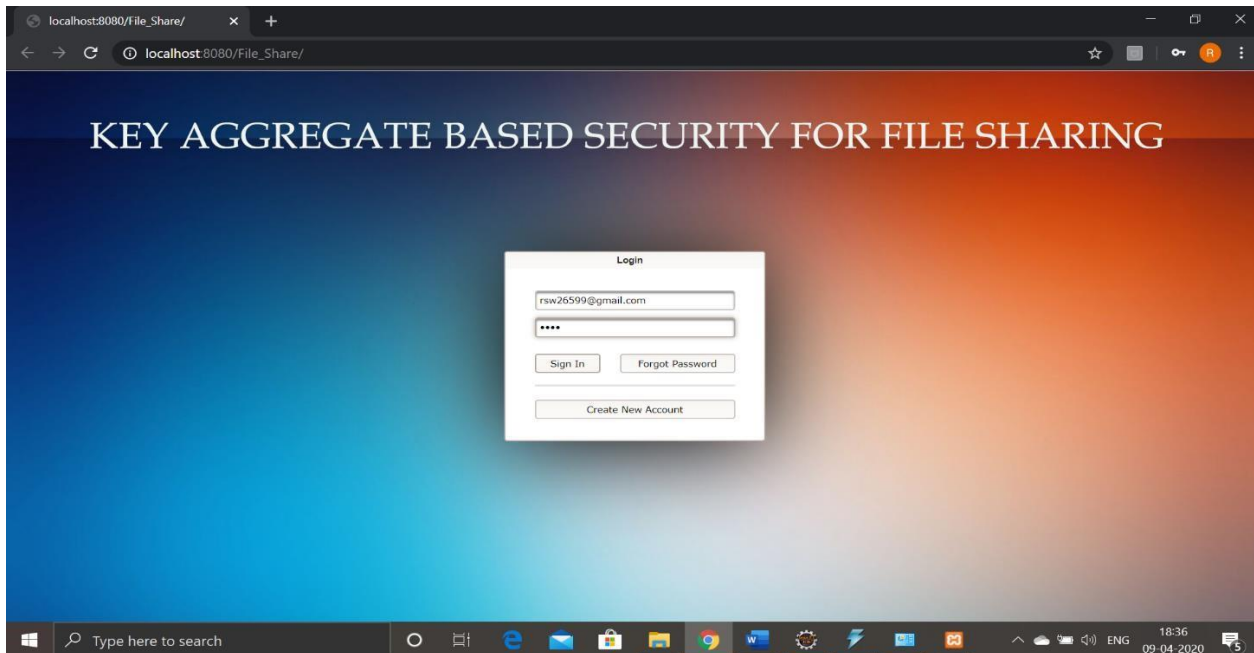 localhost:8080/File_Share/
localhost:8080/File_Share/
R
KEY AGGREGATE BASED SECURITY FOR FILE SHARING
Login
rsw26599@gmail.com
••••
Sign In Forgot Password
Create New Account
Type here to search
ENG
18:36
09-04-2020
5